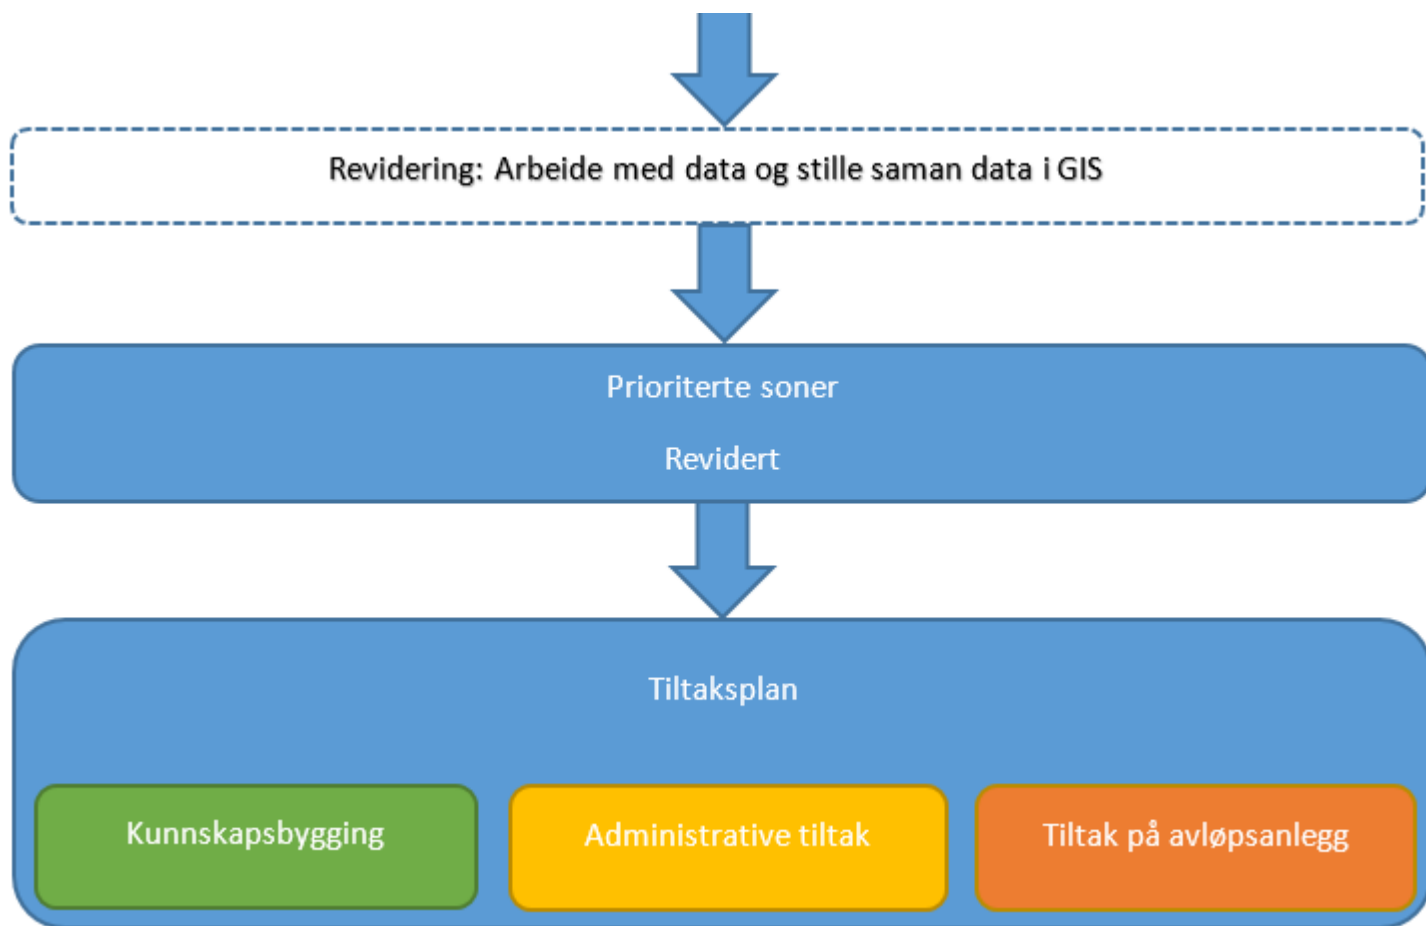 Revidering: Arbeide med data og stille saman data i GIS
Prioriterte soner
Revidert
Tiltaksplan
Kunnskapsbygging
Administrative tiltak
Tiltak på avløpsanlegg